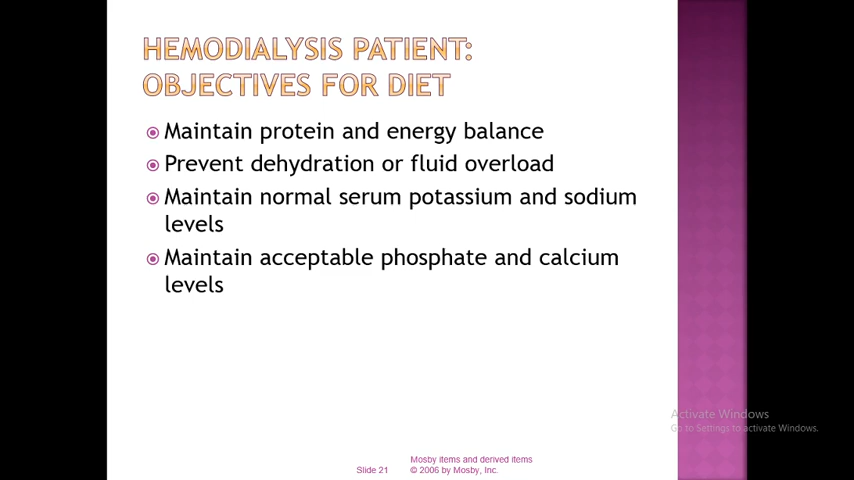 HEMODIALYSIS PATIENT:
OBJECTIVES FOR DIET
Maintain protein and energy balance
Prevent dehydration or fluid overload
Maintain normal serum potassium and sodium
levels
Maintain acceptable phosphate and calcium
levels
Activate Windows
Go to Settings to activate Windows.
Mosby items and derived items
Slide 21 © 2006 by Mosby, Inc.